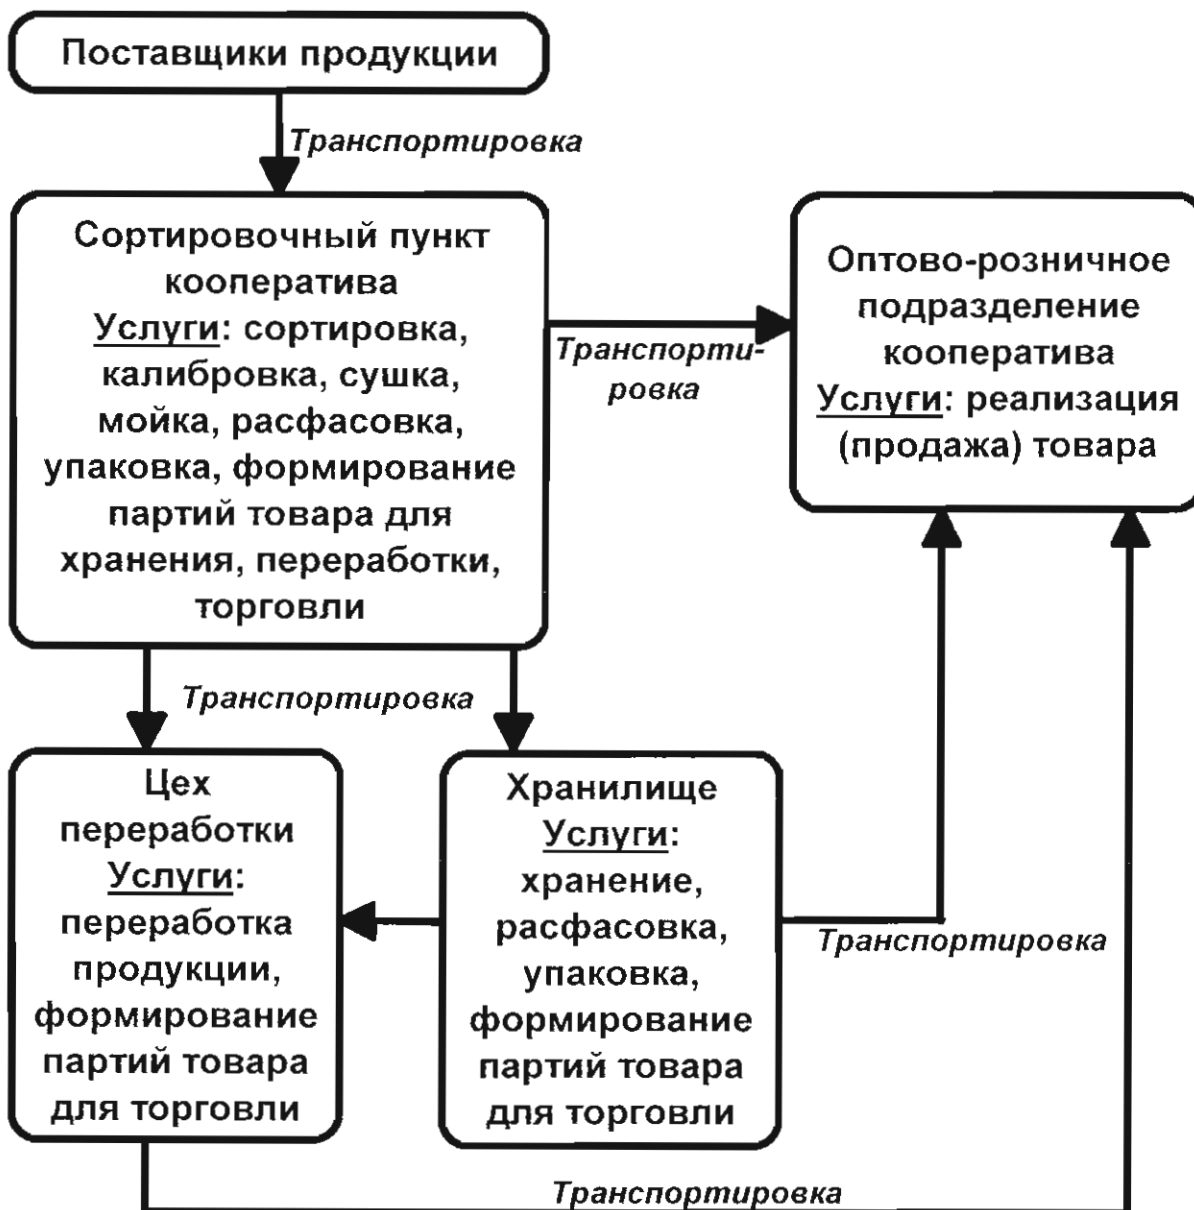 Поставщики продукции
Транспортировка
Сортировочный пункт
кооператива
Услуги: сортировка,
калибровка, сушка,
мойка, расфасовка,
упаковка, формирование
партий товара для
хранения, переработки,
торговли
Транспорти-
ровка
Оптово-розничное
подразделение
кооператива
Услуги: реализация
(продажа) товара
Транспортировка
Цех
переработки
Услуги:
переработка
продукции,
формирование
партий товара
для торговли
Хранилище
Услуги:
хранение,
расфасовка,
упаковка,
формирование
партий товара
для торговли
Транспортировка
Транспортировка